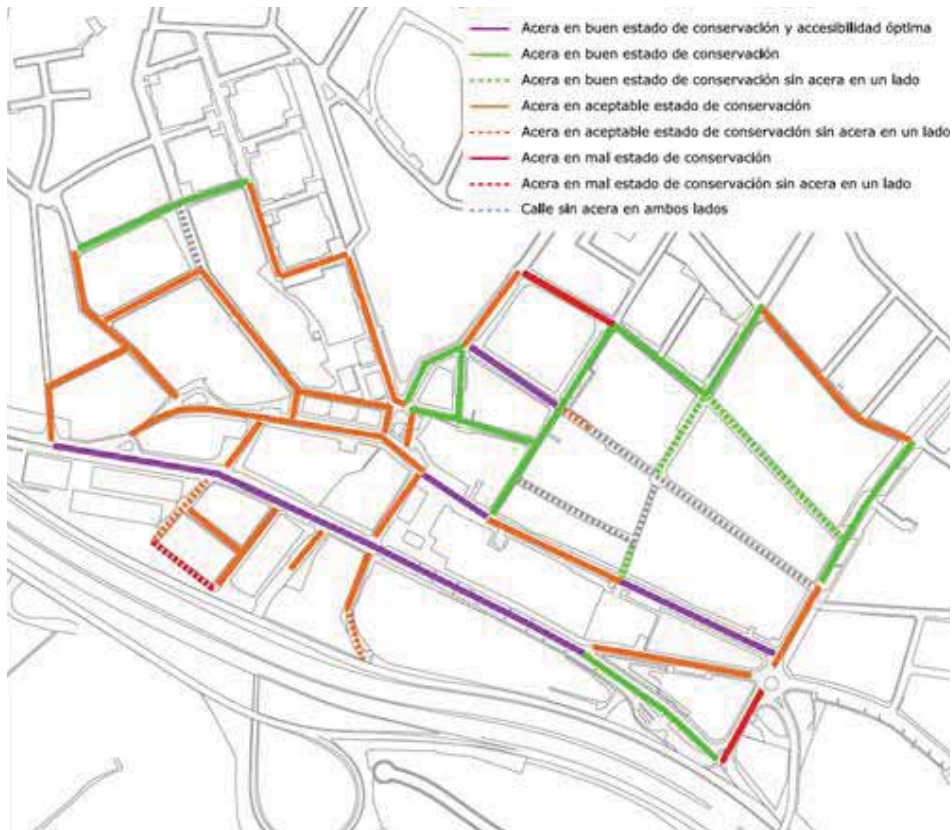 Acera en buen estado de conservación y accesibilidad óptima
Acera en buen estado de conservación
Acera en buen estado de conservación sin acera en un lado
Acera en aceptable estado de conservación
Acera en aceptable estado de conservación sin acera en un lado
Acera en mal estado de conservación
Acera en mal estado de conservación sin acera en un lado
Calle sin acera en ambos lados